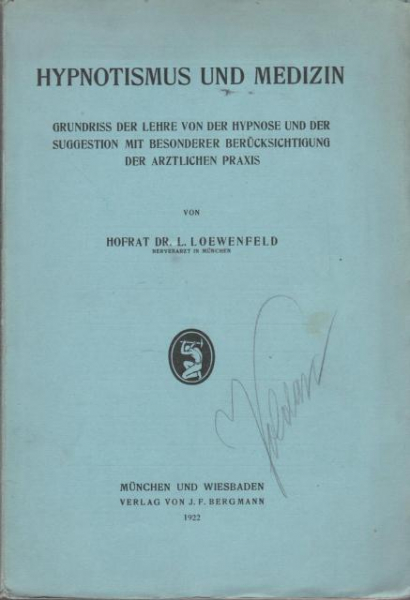 HYPNOTISMUS UND MEDIZIN
GRUNDRISS DER LEHRE VON DER HYPNOSE UND DER
SUGGESTION MIT BESONDERER BERÜCKSICHTIGUNG
DER ÄRZTLICHEN PRAXIS
VON
HOFRAT DR. L. LOEWENFELD
NERVENARZT IN MÜNCHEN
MÜNCHEN UND WIESBADEN
VERLAG VON J. F. BERGMANN
1922